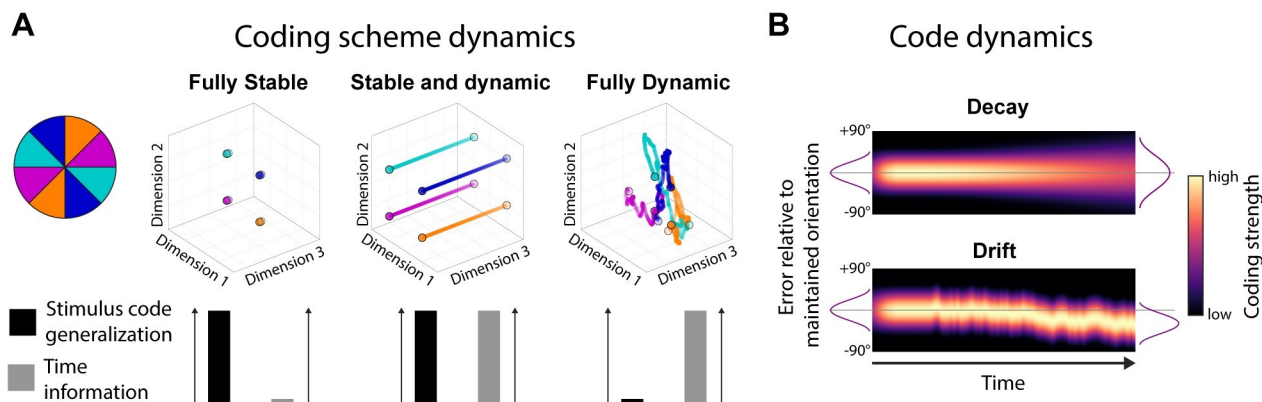 A
Coding scheme dynamics
Fully Stable
Stable and dynamic
Fully Dynamic
Dimension 2
Dimension 1
Dimension 3
Dimension 2
Dimension 1
Dimension 3
Dimension 2
Dimension 1
Dimension 3
Stimulus code
generalization
Time
information
B
Code dynamics
Error relative to
maintained orientation
Decay
+90°
-90°
Drift
+90°
-90°
Time
high
low
Coding strength